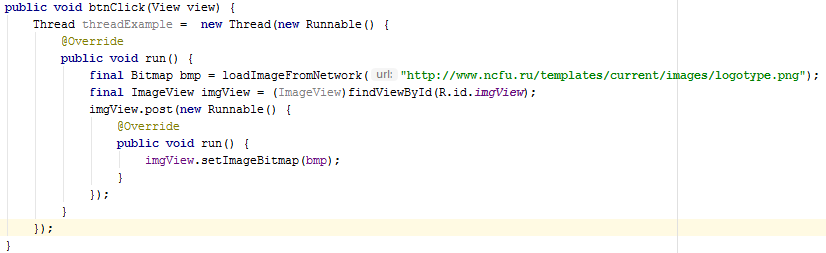 public void btnClick(View view) {
    Thread threadExample =  new Thread(new Runnable() {
        @Override
        public void run() {
            final Bitmap bmp = loadImageFromNetwork( url: "http://www.ncfu.ru/templates/current/images/logotype.png");
            final ImageView imgView = (ImageView)findViewById(R.id.imgView);
            imgView.post(new Runnable() {
                @Override
                public void run() {
                    imgView.setImageBitmap(bmp);
                }
            });
        }
    });
}